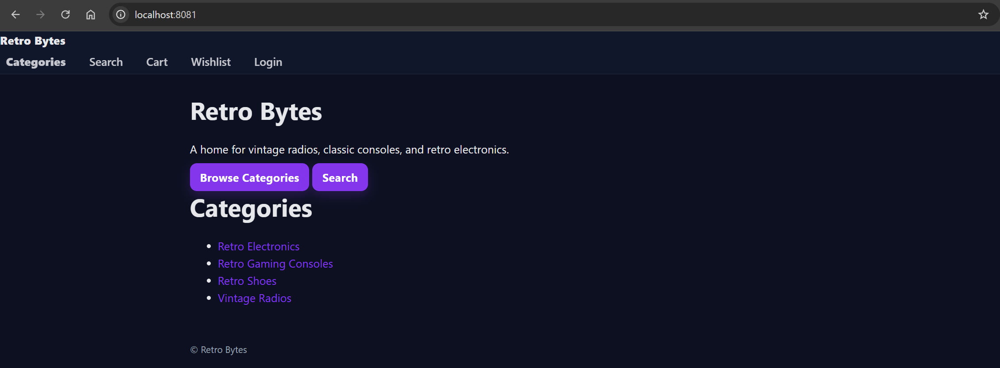 localhost:8081
Retro Bytes
Categories Search Cart Wishlist Login
Retro Bytes
A home for vintage radios, classic consoles, and retro electronics.
Browse Categories Search
Categories
Retro Electronics
Retro Gaming Consoles
Retro Shoes
Vintage Radios
© Retro Bytes